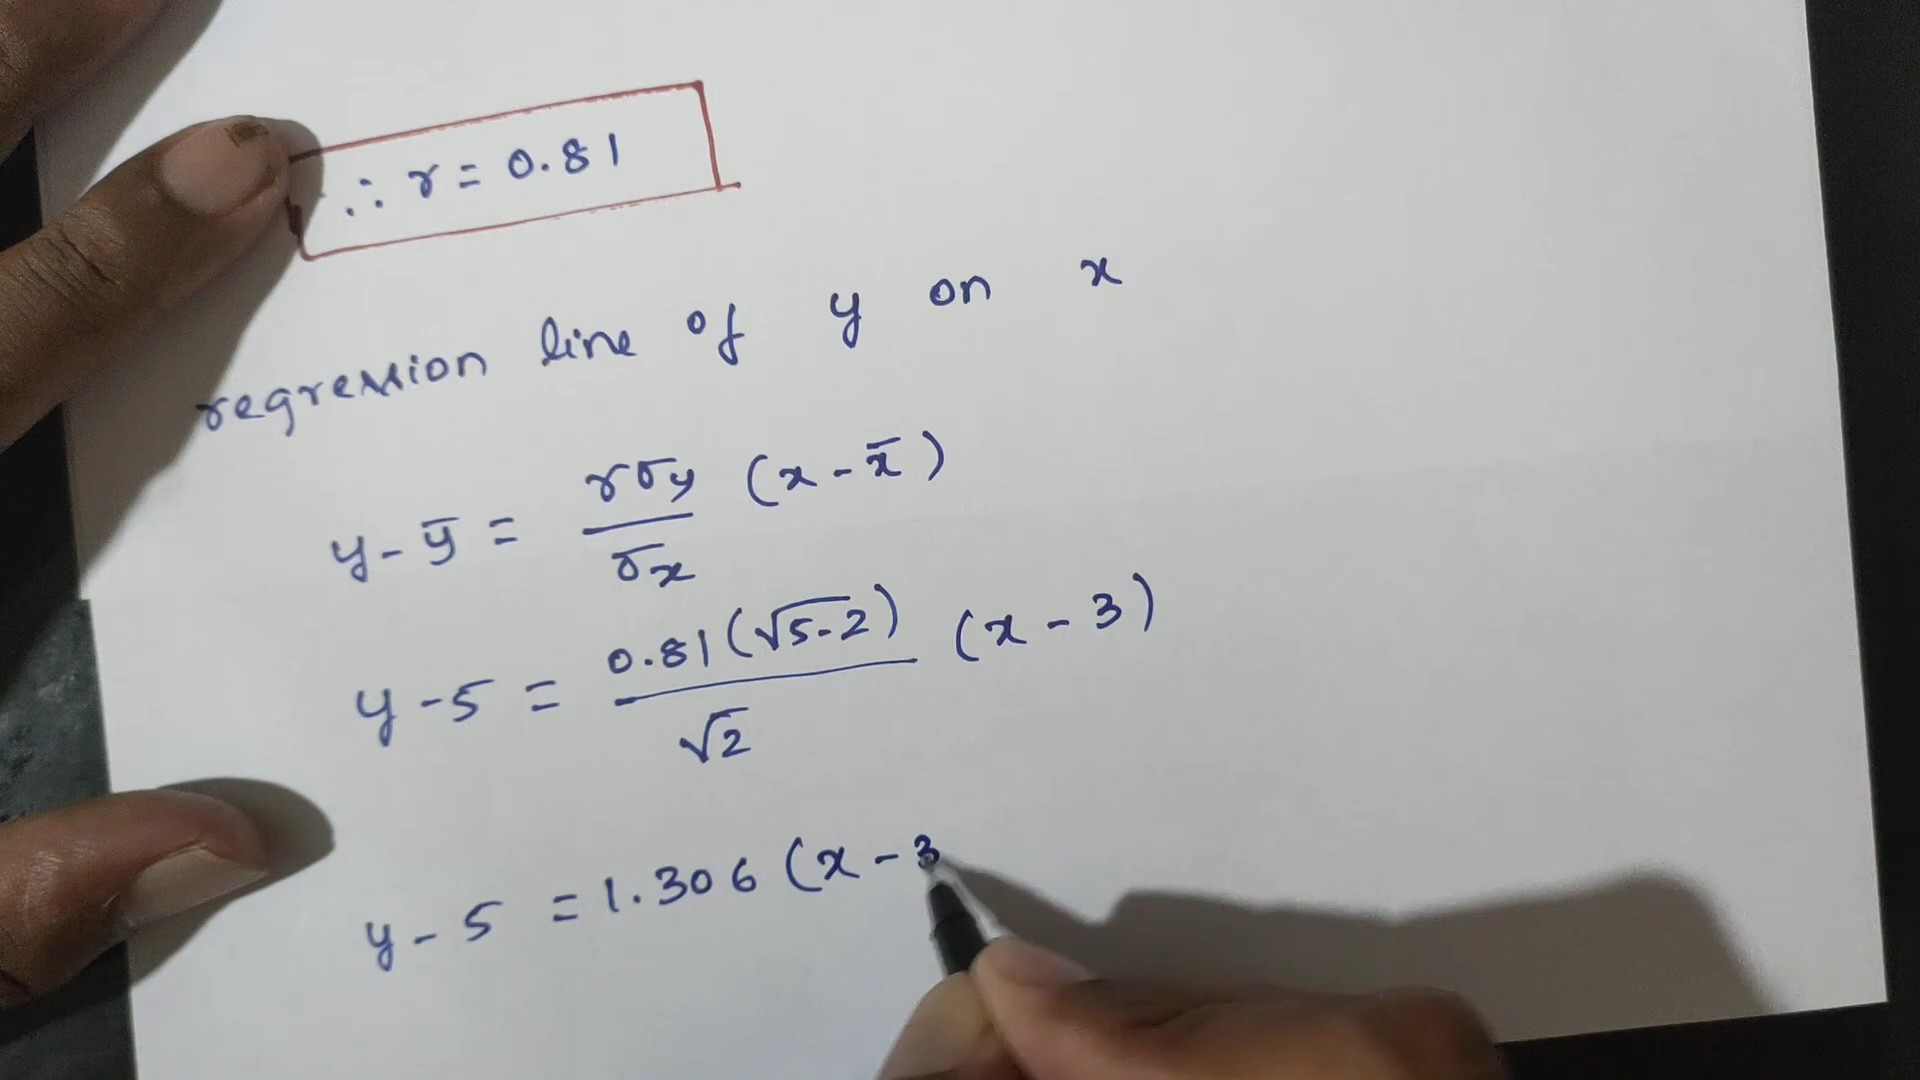 ∴ r = 0.81
regression line of y on x
y - ȳ = rσy/σx (x - x̄)
y - 5 = 0.81(√5.2)/√2 (x - 3)
y - 5 = 1.306 (x - 3